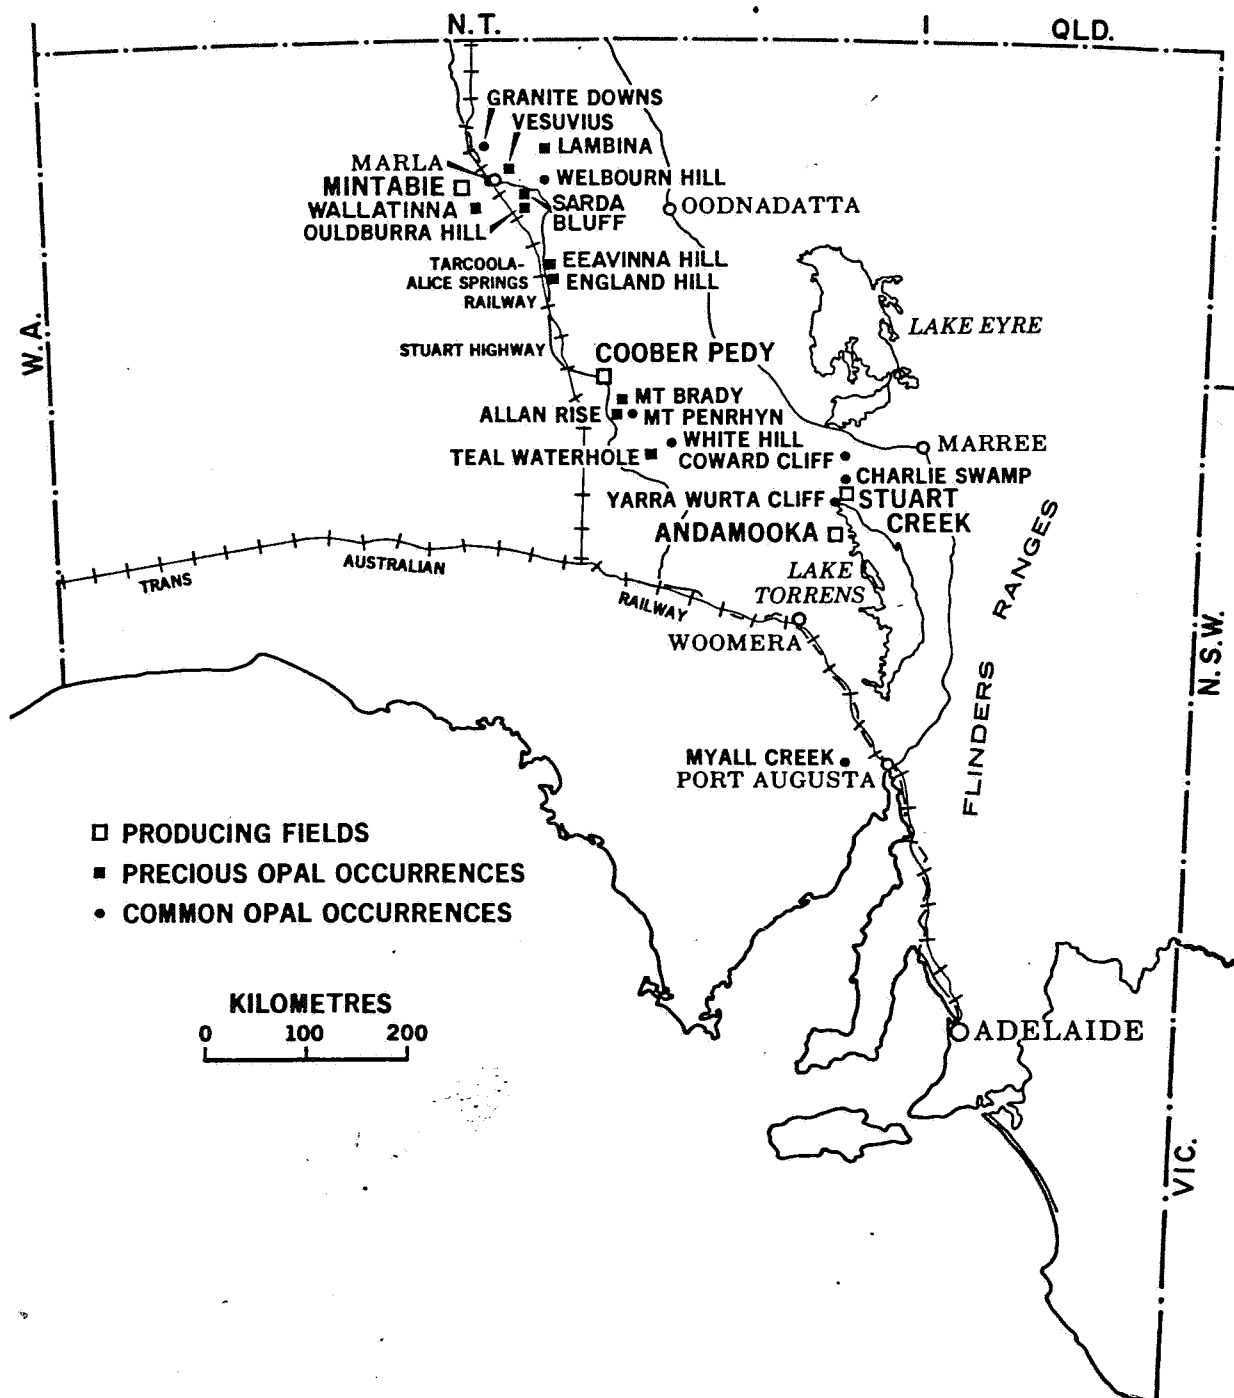 N.T.
QLD.
GRANITE DOWNS
VESUVIUS
LAMBINA
MARLA
WELBOURN HILL
MINTABIE
SARDA
BLUFF
WALLATINNA
OODNADATTA
OULDBURRA HILL
EEAVINNA HILL
TARCOOLA-
ALICE SPRINGS
RAILWAY
ENGLAND HILL
W.A.
LAKE EYRE
STUART HIGHWAY
COOBER PEDY
MT BRADY
ALLAN RISE
MT PENRHYN
WHITE HILL
MARREE
TEAL WATERHOLE
COWARD CLIFF
CHARLIE SWAMP
YARRA WURTA CLIFF
STUART
CREEK
ANDAMOOKA
TRANS
AUSTRALIAN
RAILWAY
LAKE
TORRENS
WOOMERA
FLINDERS RANGES
N.S.W.
MYALL CREEK
PORT AUGUSTA
PRODUCING FIELDS
PRECIOUS OPAL OCCURRENCES
COMMON OPAL OCCURRENCES
KILOMETRES
0 100 200
ADELAIDE
VIC.